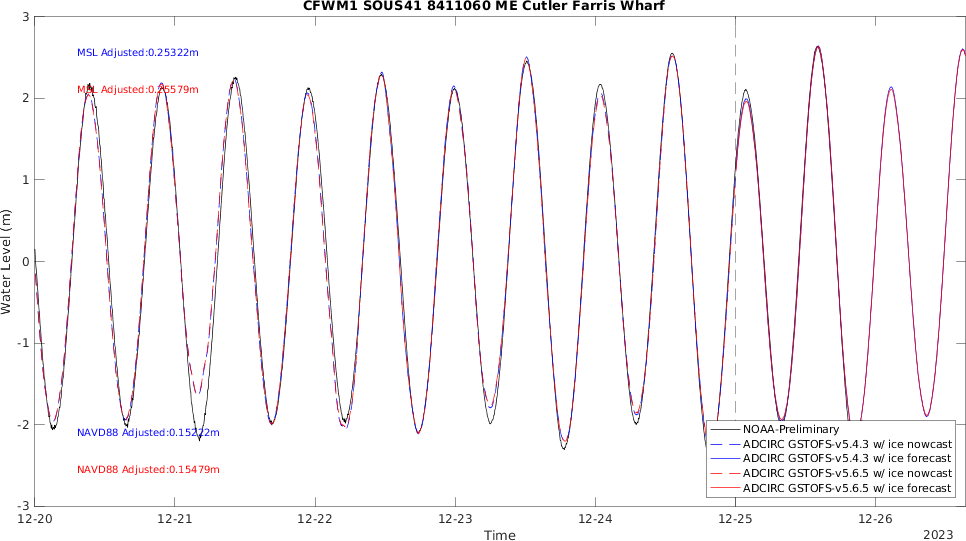 CFWM1 SOUS41 8411060 ME Cutler Farris Wharf
3
MSL Adjusted:0.25322m
MSL Adjusted:0.25579m
2
1
0
-1
-2
-3
Water Level (m)
NAVD88 Adjusted:0.15222m
NAVD88 Adjusted:0.15479m
NOAA-Preliminary
ADCIRC GSTOFS-v5.4.3 w/ ice nowcast
ADCIRC GSTOFS-v5.4.3 w/ ice forecast
ADCIRC GSTOFS-v5.6.5 w/ ice nowcast
ADCIRC GSTOFS-v5.6.5 w/ ice forecast
12-20 12-21 12-22 12-23 12-24 12-25 12-26
Time
2023